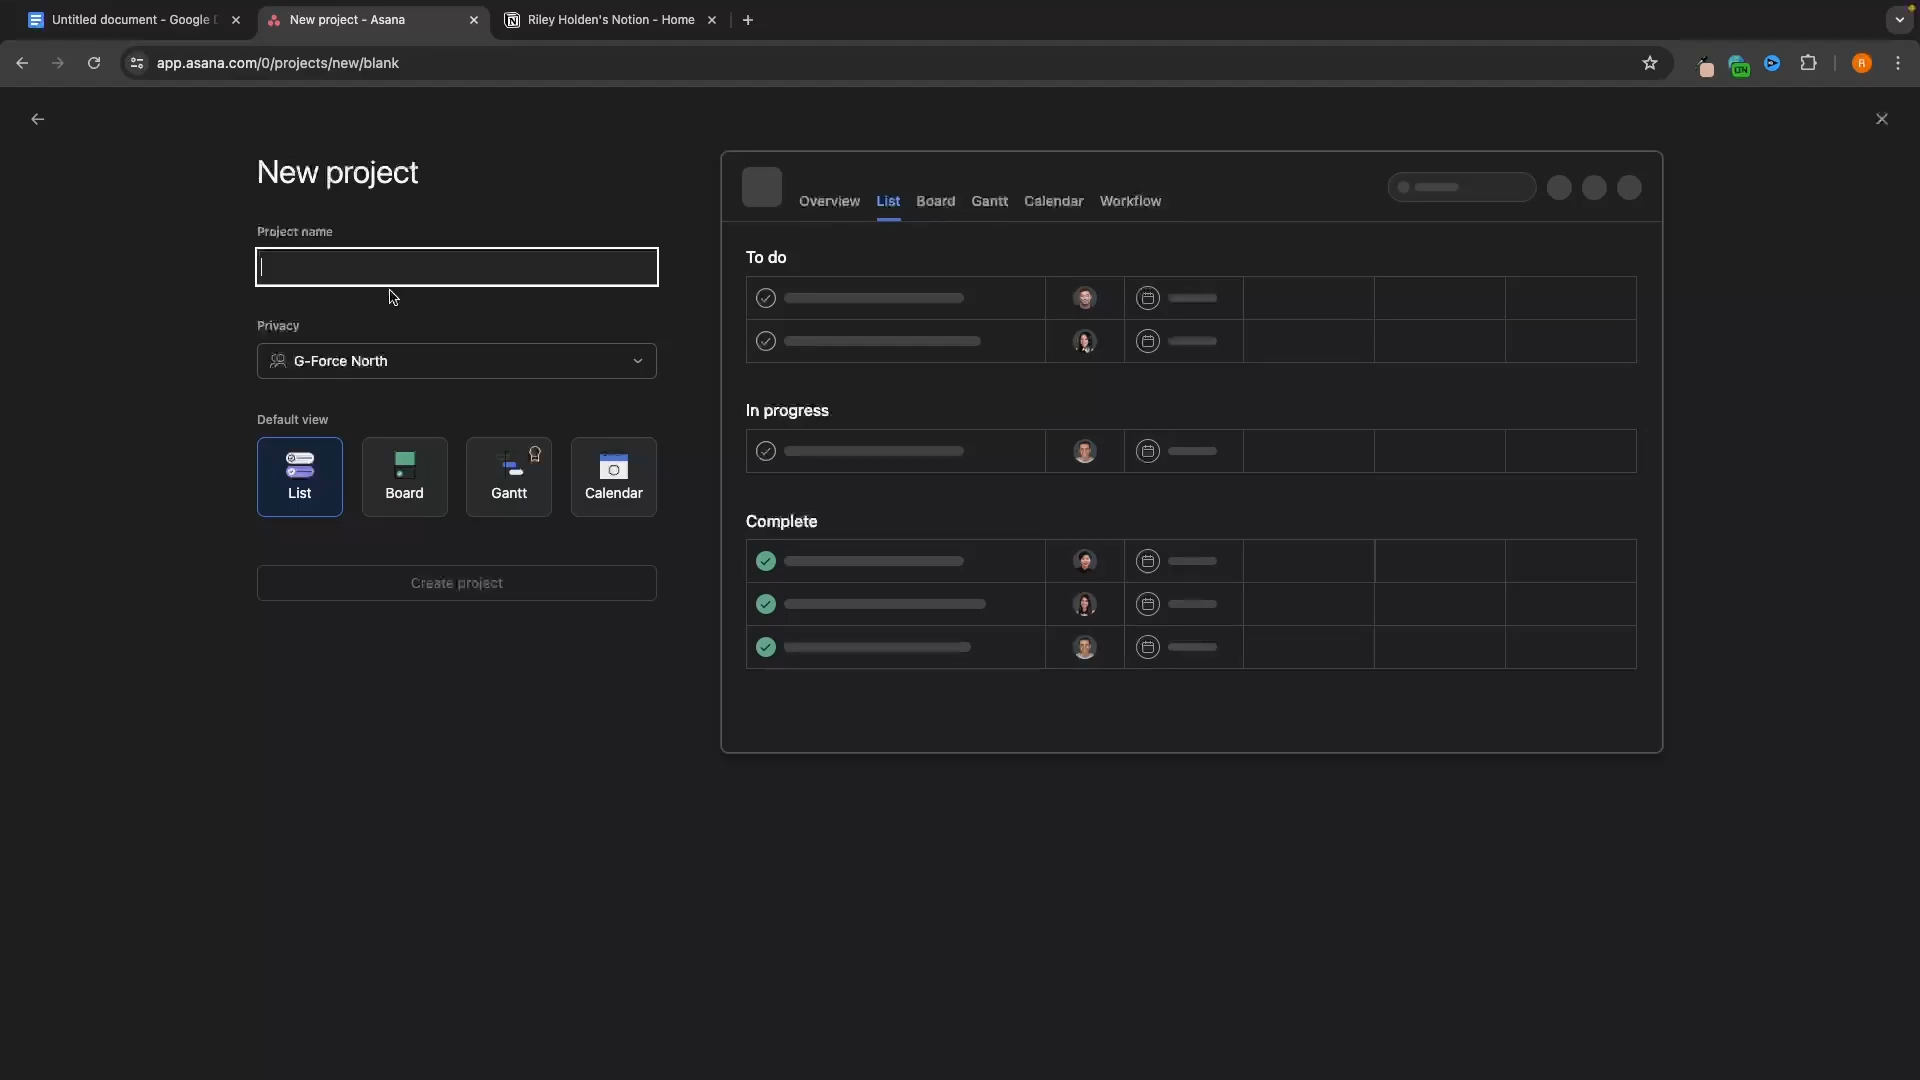 Untitled document - Google
New project - Asana
Riley Holden's Notion - Home
app.asana.com/0/projects/new/blank
ON
R
New project
Project name
Privacy
G-Force North
Default view
List
Board
Gantt
Calendar
Create project
Overview
List
Board
Gantt
Calendar
Workflow
To do
In progress
Complete